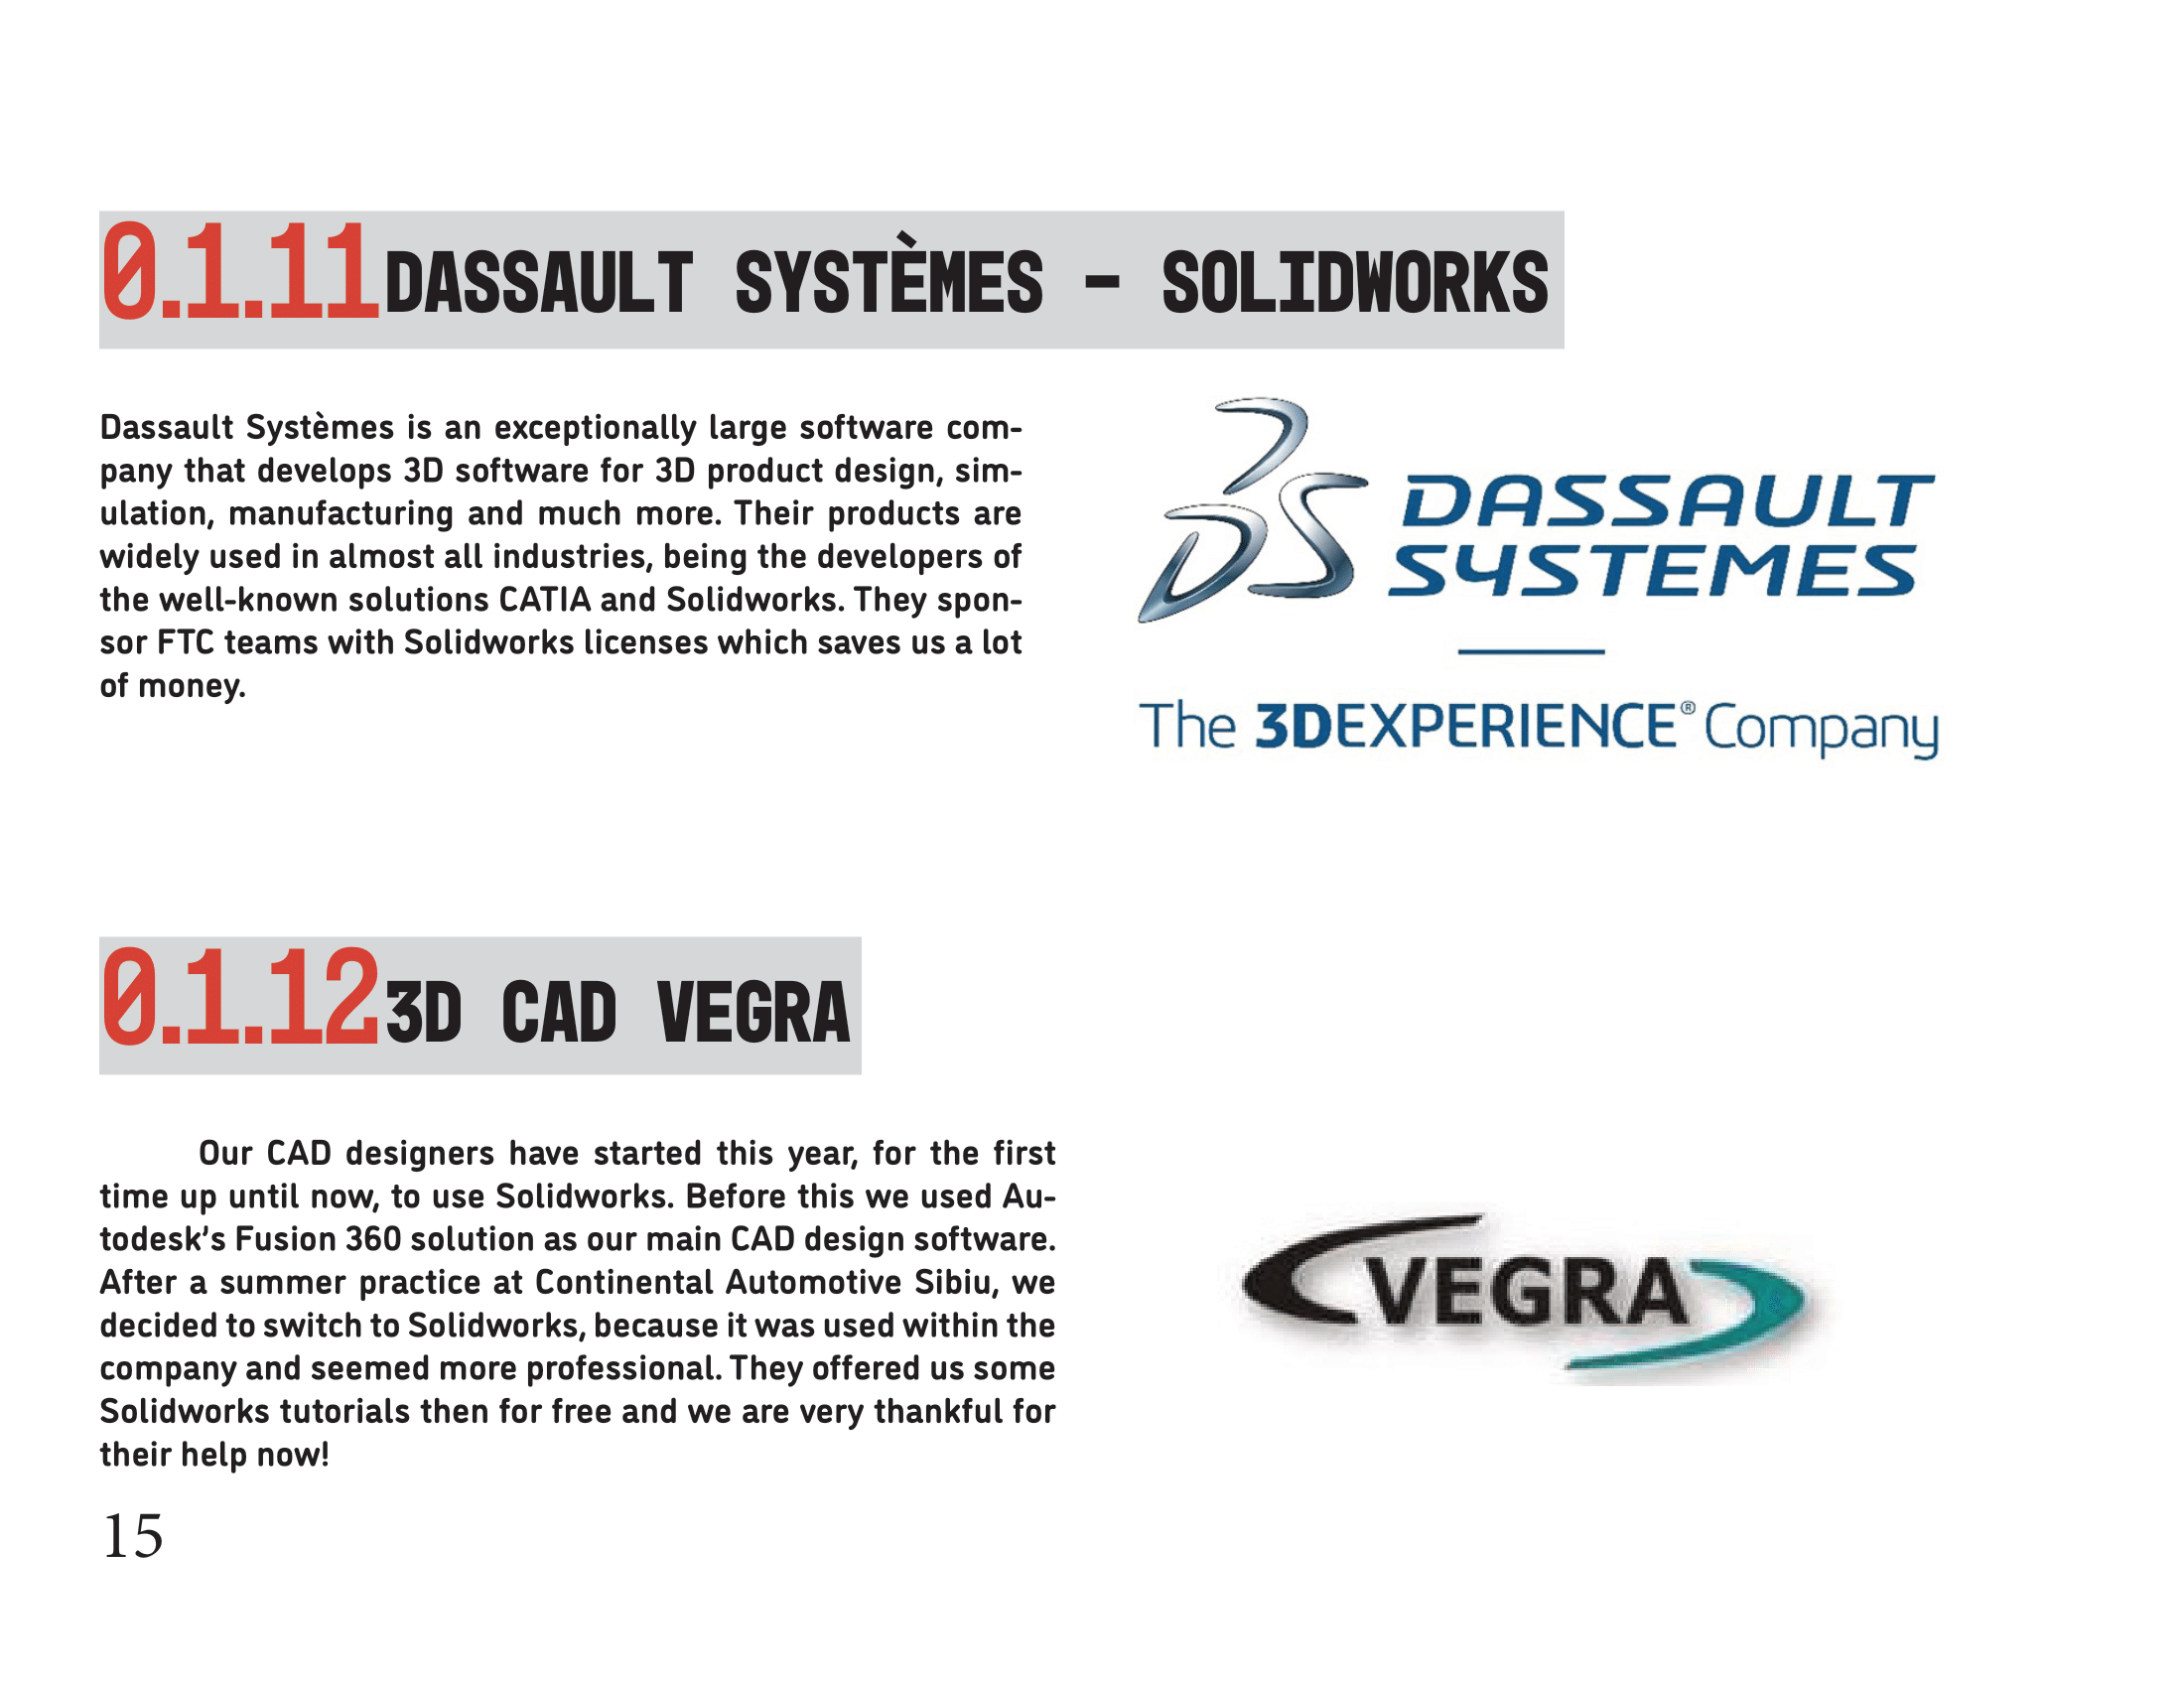 0.1.11 DASSAULT SYSTÈMES - SOLIDWORKS
Dassault Systèmes is an exceptionally large software com-
pany that develops 3D software for 3D product design, sim-
ulation, manufacturing and much more. Their products are
widely used in almost all industries, being the developers of
the well-known solutions CATIA and Solidworks. They spon-
sor FTC teams with Solidworks licenses which saves us a lot
of money.
DASSAULT
SYSTEMES
The 3DEXPERIENCE® Company
0.1.12 3D CAD VEGRA
Our CAD designers have started this year, for the first
time up until now, to use Solidworks. Before this we used Au-
todesk's Fusion 360 solution as our main CAD design software.
After a summer practice at Continental Automotive Sibiu, we
decided to switch to Solidworks, because it was used within the
company and seemed more professional. They offered us some
Solidworks tutorials then for free and we are very thankful for
their help now!
VEGRA
15